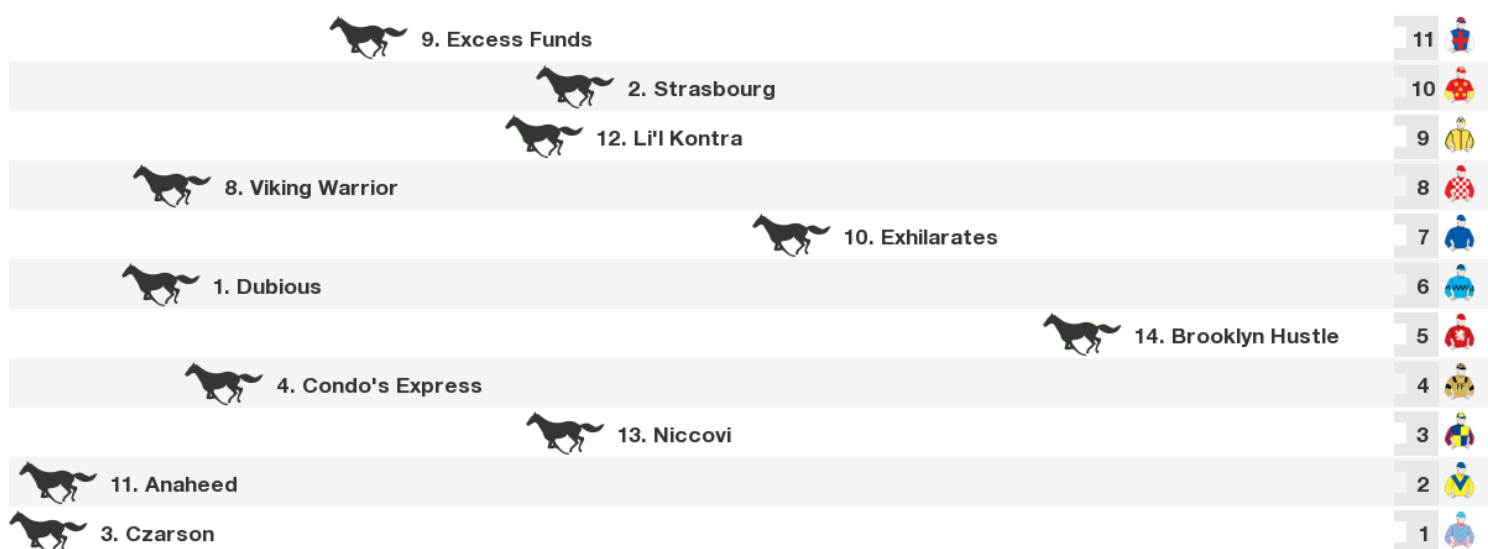 9. Excess Funds 11
2. Strasbourg 10
12. Li'l Kontra 9
8. Viking Warrior 8
10. Exhilarates 7
1. Dubious 6
14. Brooklyn Hustle 5
4. Condo's Express 4
FF
13. Niccovi 3
11. Anaheed 2
3. Czarson 1